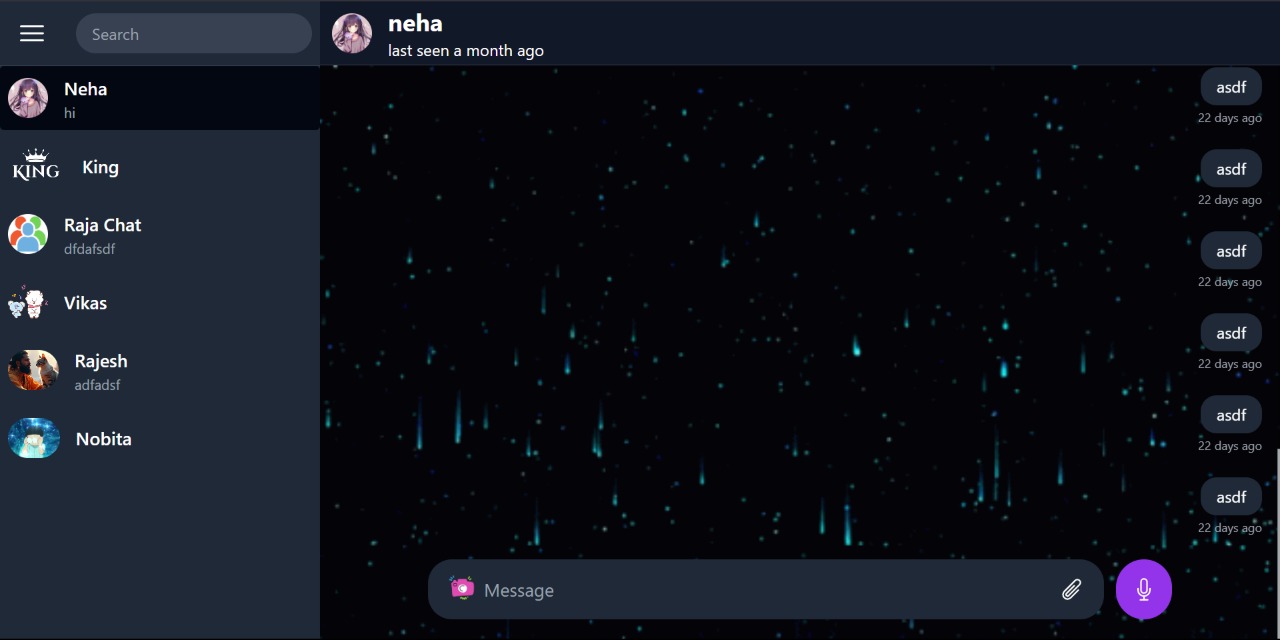 Search
Neha
hi
KING
King
Raja Chat
dfdafsdf
Vikas
Rajesh
adfadsf
Nobita
neha
last seen a month ago
asdf
22 days ago
asdf
22 days ago
asdf
22 days ago
asdf
22 days ago
asdf
22 days ago
asdf
22 days ago
Message